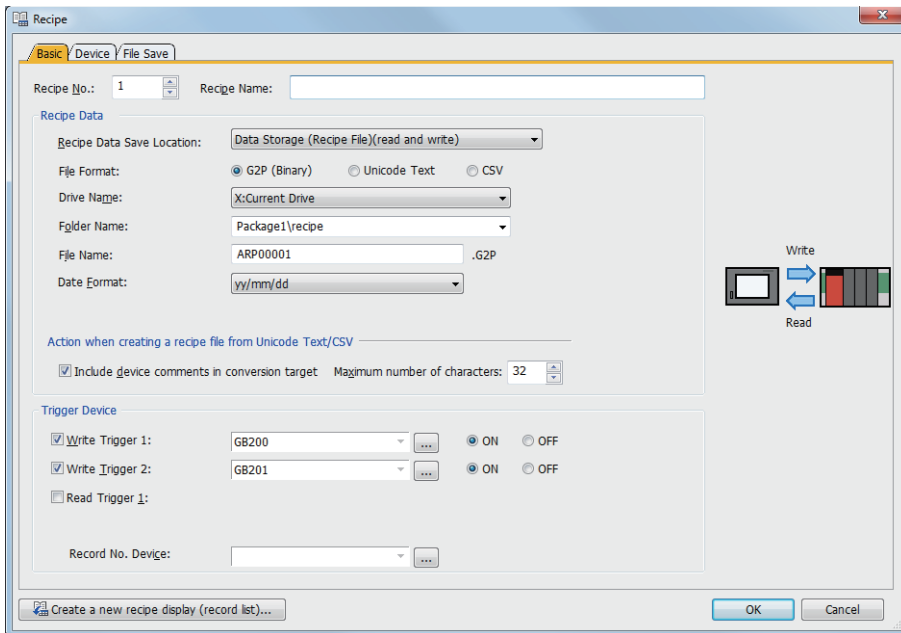 Recipe
Basic Device File Save
Recipe No.: 1 Recipe Name:
Recipe Data
Recipe Data Save Location: Data Storage (Recipe File)(read and write)
File Format: G2P (Binary) Unicode Text CSV
Drive Name: X:Current Drive
Folder Name: Package1\recipe
File Name: ARP00001 .G2P
Date Format: yy/mm/dd
Write
Read
Action when creating a recipe file from Unicode Text/CSV
Include device comments in conversion target Maximum number of characters: 32
Trigger Device
Write Trigger 1: GB200 ... ON OFF
Write Trigger 2: GB201 ... ON OFF
Read Trigger 1:
Record No. Device: ...
Create a new recipe display (record list)... OK Cancel